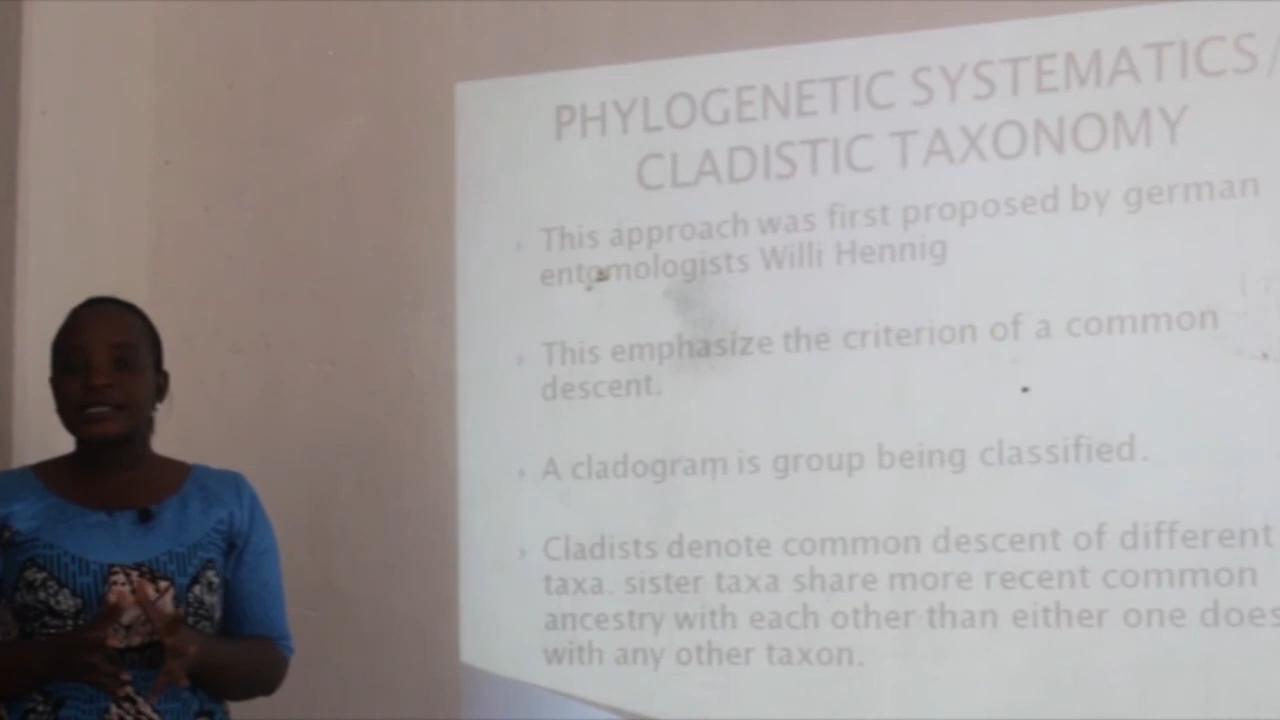 PHYLOGENETIC SYSTEMATICS/
CLADISTIC TAXONOMY
This approach was first proposed by german
entomologists Willi Hennig
This emphasize the criterion of a common
descent.
A cladogram is group being classified.
Cladists denote common descent of different
taxa. sister taxa share more recent common
ancestry with each other than either one does
with any other taxon.